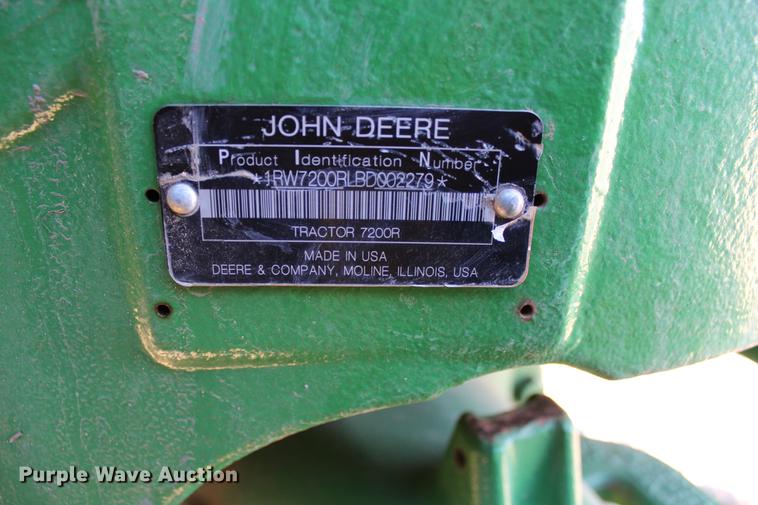 JOHN DEERE
Product Identification Number
*1RW7200RLBD002279*
TRACTOR 7200R
MADE IN USA
DEERE & COMPANY, MOLINE, ILLINOIS, USA
Purple Wave Auction